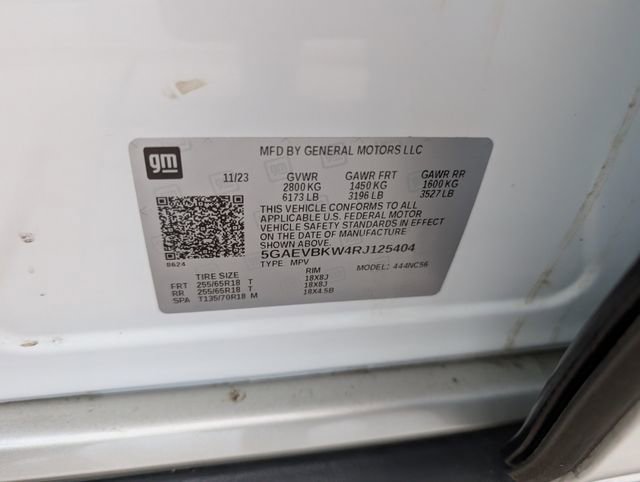 gm
MFD BY GENERAL MOTORS LLC
11/23 GVWR GAWR FRT GAWR RR
2800 KG 1450 KG 1600 KG
6173 LB 3196 LB 3527 LB
THIS VEHICLE CONFORMS TO ALL
APPLICABLE U.S. FEDERAL MOTOR
VEHICLE SAFETY STANDARDS IN EFFECT
ON THE DATE OF MANUFACTURE
SHOWN ABOVE.
5GAEVBKW4RJ125404
8624
TYPE: MPV MODEL: 444NC56
TIRE SIZE RIM
FRT 255/65R18 T 18X8J
RR 255/65R18 T 18X8J
SPA T135/70R18 M 18X4.5B